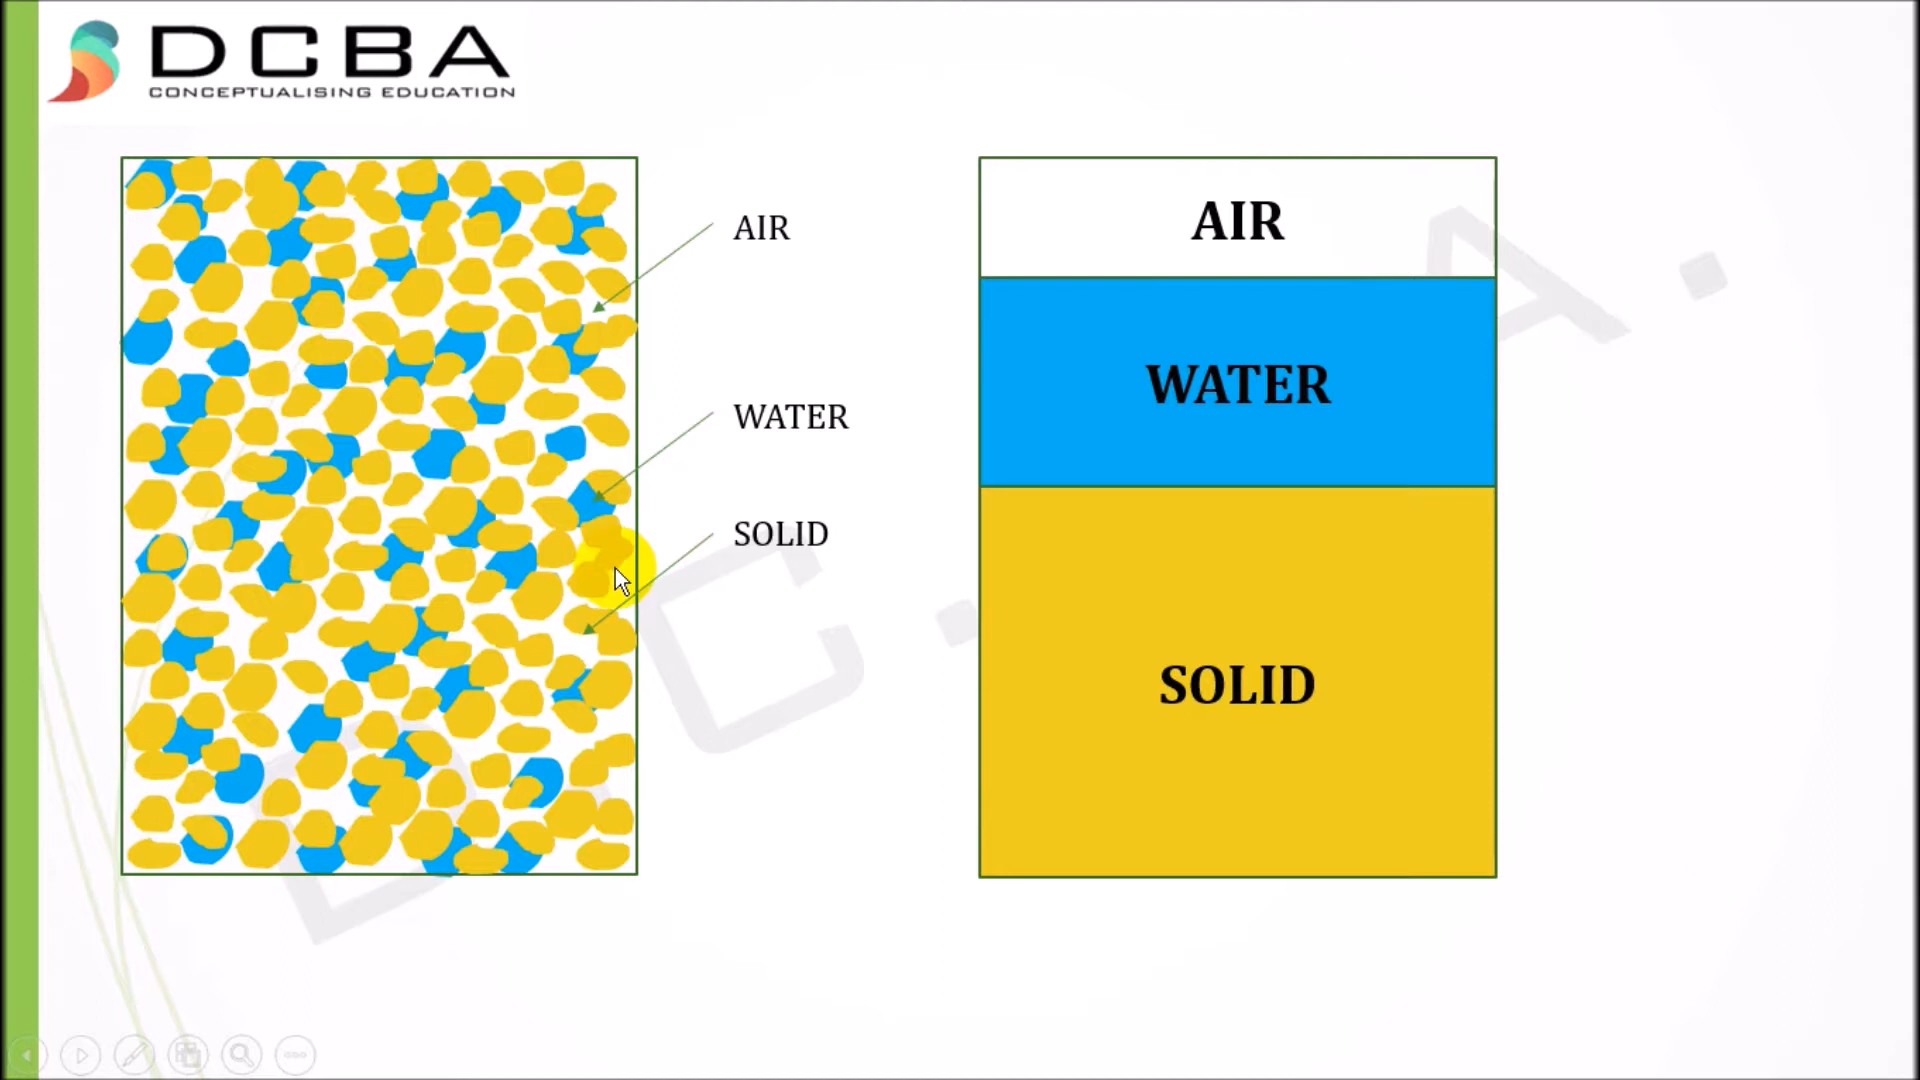 DCBA
CONCEPTUALISING EDUCATION
AIR
WATER
SOLID
AIR
WATER
SOLID
D.C.B.A.